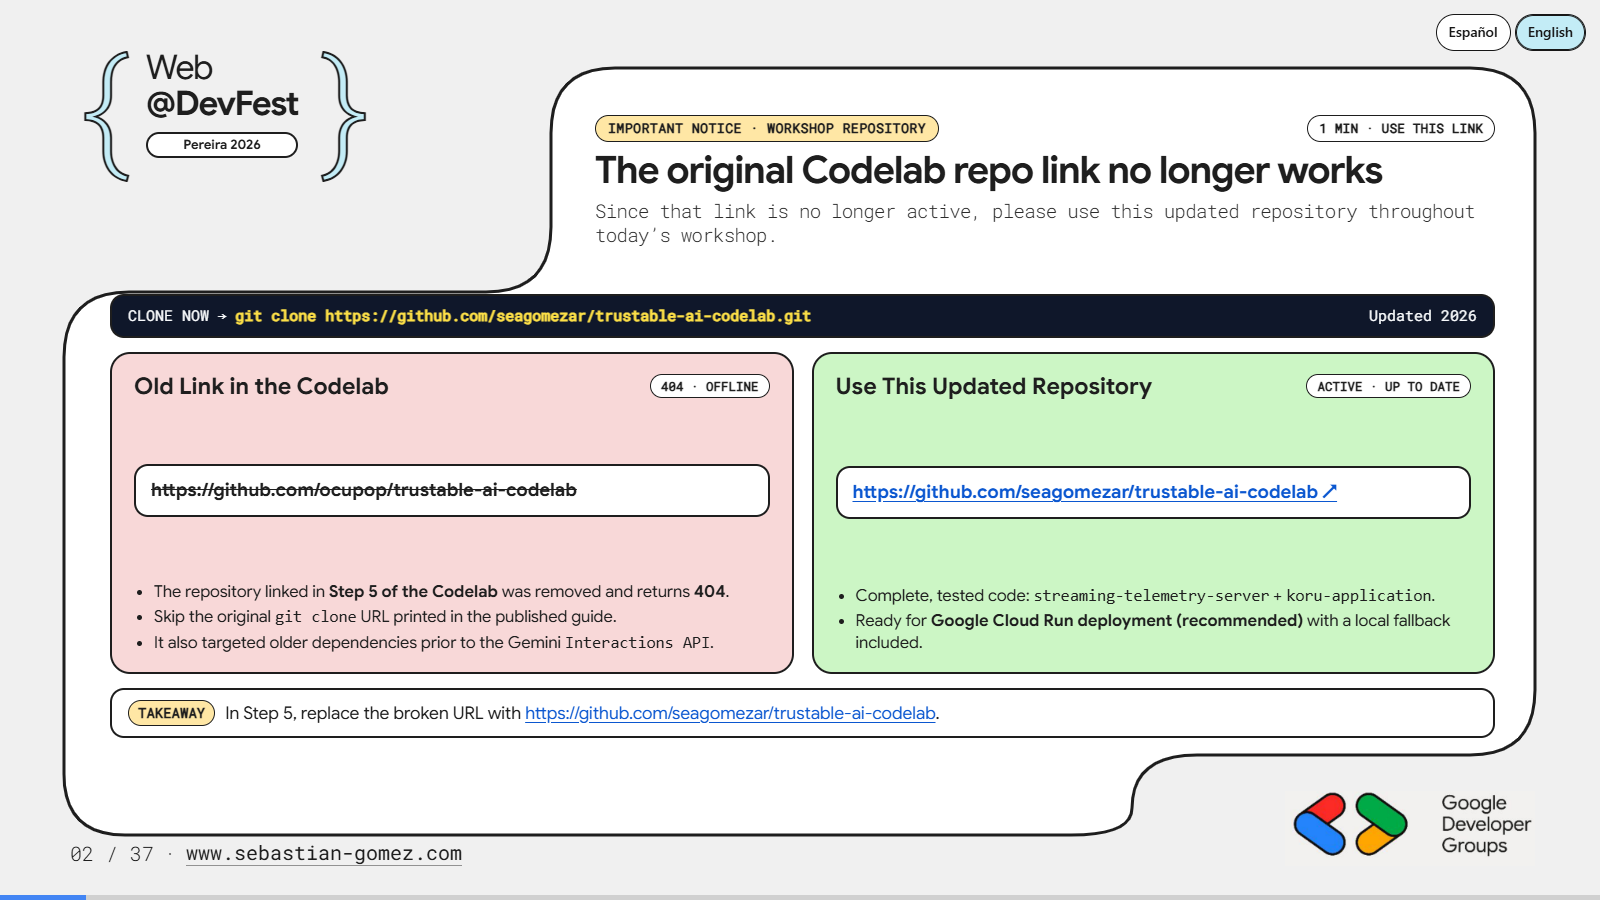 Español
English
Web
@DevFest
Pereira 2026
IMPORTANT NOTICE · WORKSHOP REPOSITORY
1 MIN · USE THIS LINK
The original Codelab repo link no longer works
Since that link is no longer active, please use this updated repository throughout
today's workshop.
CLONE NOW → git clone https://github.com/seagomezar/trustable-ai-codelab.git
Updated 2026
Old Link in the Codelab
404 · OFFLINE
https://github.com/ocupop/trustable-ai-codelab
• The repository linked in Step 5 of the Codelab was removed and returns 404.
• Skip the original git clone URL printed in the published guide.
• It also targeted older dependencies prior to the Gemini Interactions API.
Use This Updated Repository
ACTIVE · UP TO DATE
https://github.com/seagomezar/trustable-ai-codelab ↗
• Complete, tested code: streaming-telemetry-server + koru-application.
• Ready for Google Cloud Run deployment (recommended) with a local fallback
included.
TAKEAWAY In Step 5, replace the broken URL with https://github.com/seagomezar/trustable-ai-codelab.
02 / 37 · www.sebastian-gomez.com
Google
Developer
Groups